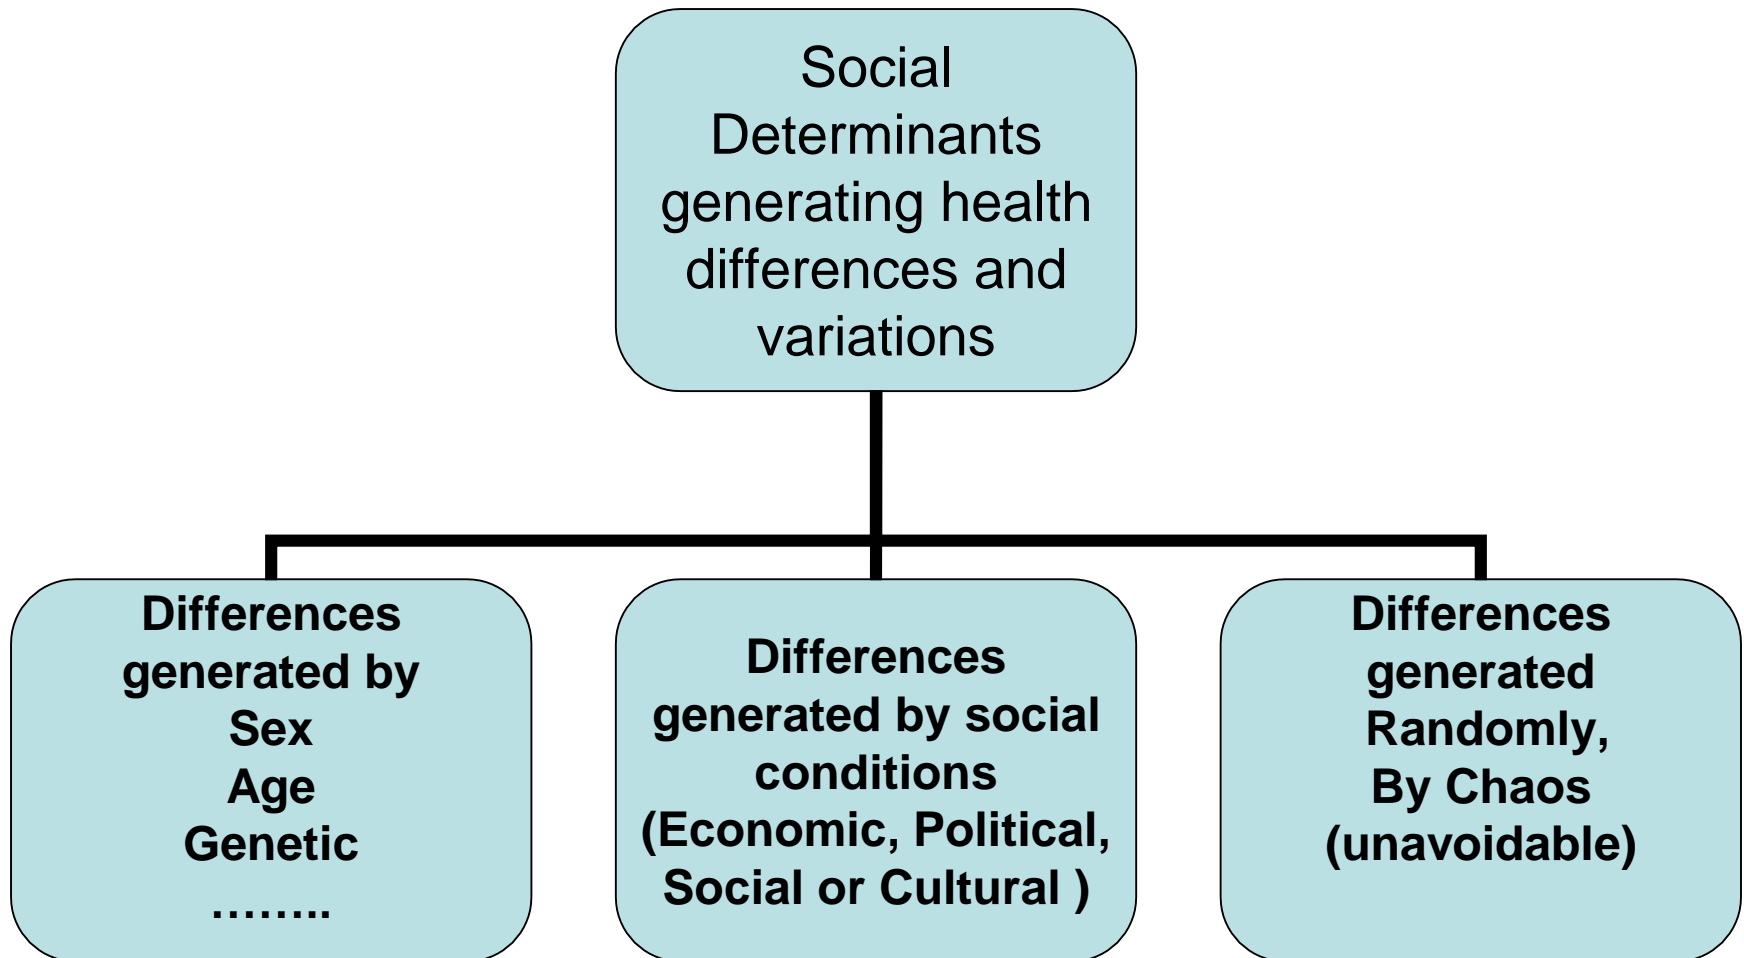 Social
Determinants
generating health
differences and
variations
Differences
generated by
Sex
Age
Genetic
……..
Differences
generated by social
conditions
(Economic, Political,
Social or Cultural )
Differences
generated
Randomly,
By Chaos
(unavoidable)